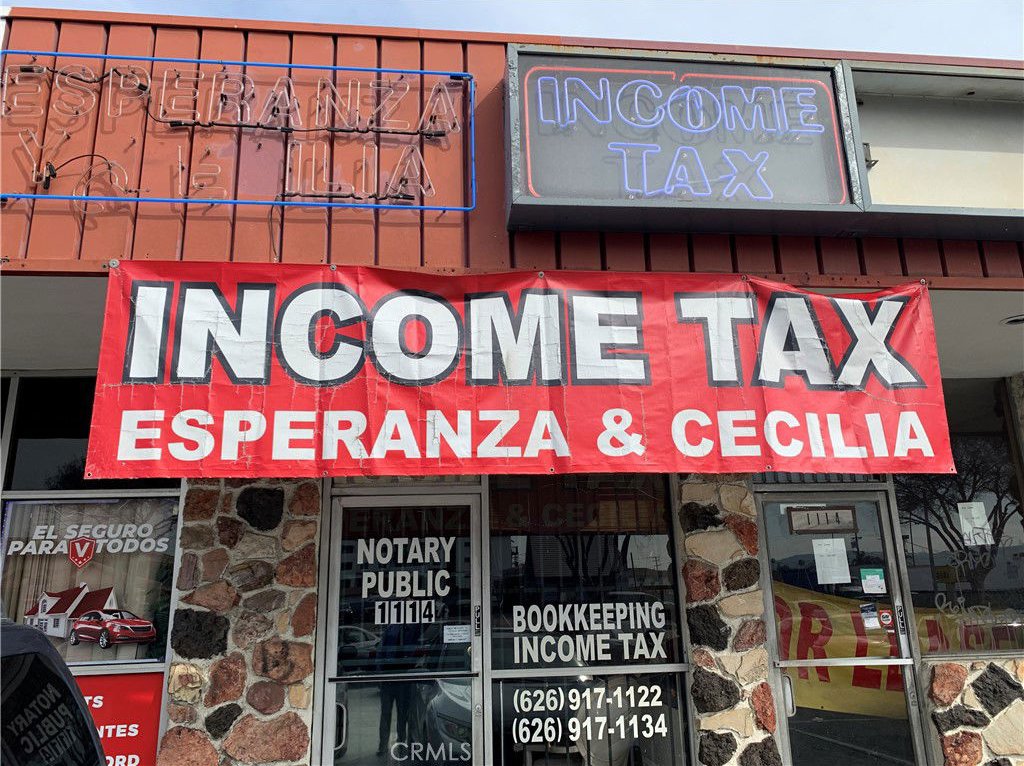 ESPERANZA
Y CECILIA
INCOME
TAX
INCOME TAX
ESPERANZA & CECILIA
EL SEGURO
PARA TODOS
NOTARY
PUBLIC
1114
BOOKKEEPING
INCOME TAX
(626) 917-1122
(626) 917-1134
1114
CRMLS